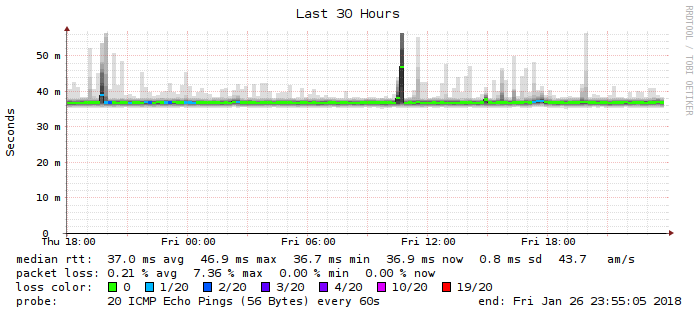 Last 30 Hours
RRDTOOL / TOBI OETIKER
Seconds
50 m
40 m
30 m
20 m
10 m
0
Thu 18:00 Fri 00:00 Fri 06:00 Fri 12:00 Fri 18:00
median rtt: 37.0 ms avg 46.9 ms max 36.7 ms min 36.9 ms now 0.8 ms sd 43.7 am/s
packet loss: 0.21 % avg 7.36 % max 0.00 % min 0.00 % now
loss color: 0 1/20 2/20 3/20 4/20 10/20 19/20
probe: 20 ICMP Echo Pings (56 Bytes) every 60s end: Fri Jan 26 23:55:05 2018